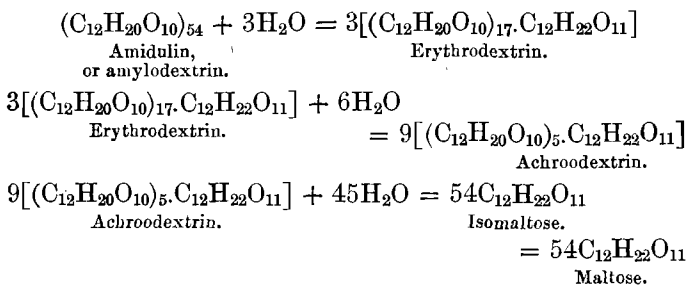 (C₁₂H₂₀O₁₀)₅₄ + 3H₂O = 3[(C₁₂H₂₀O₁₀)₁₇.C₁₂H₂₂O₁₁]
Amidulin, Erythrodextrin.
or amylodextrin.
3[(C₁₂H₂₀O₁₀)₁₇.C₁₂H₂₂O₁₁] + 6H₂O
Erythrodextrin.
= 9[(C₁₂H₂₀O₁₀)₅.C₁₂H₂₂O₁₁]
Achroodextrin.
9[(C₁₂H₂₀O₁₀)₅.C₁₂H₂₂O₁₁] + 45H₂O = 54C₁₂H₂₂O₁₁
Achroodextrin. Isomaltose.
= 54C₁₂H₂₂O₁₁
Maltose.